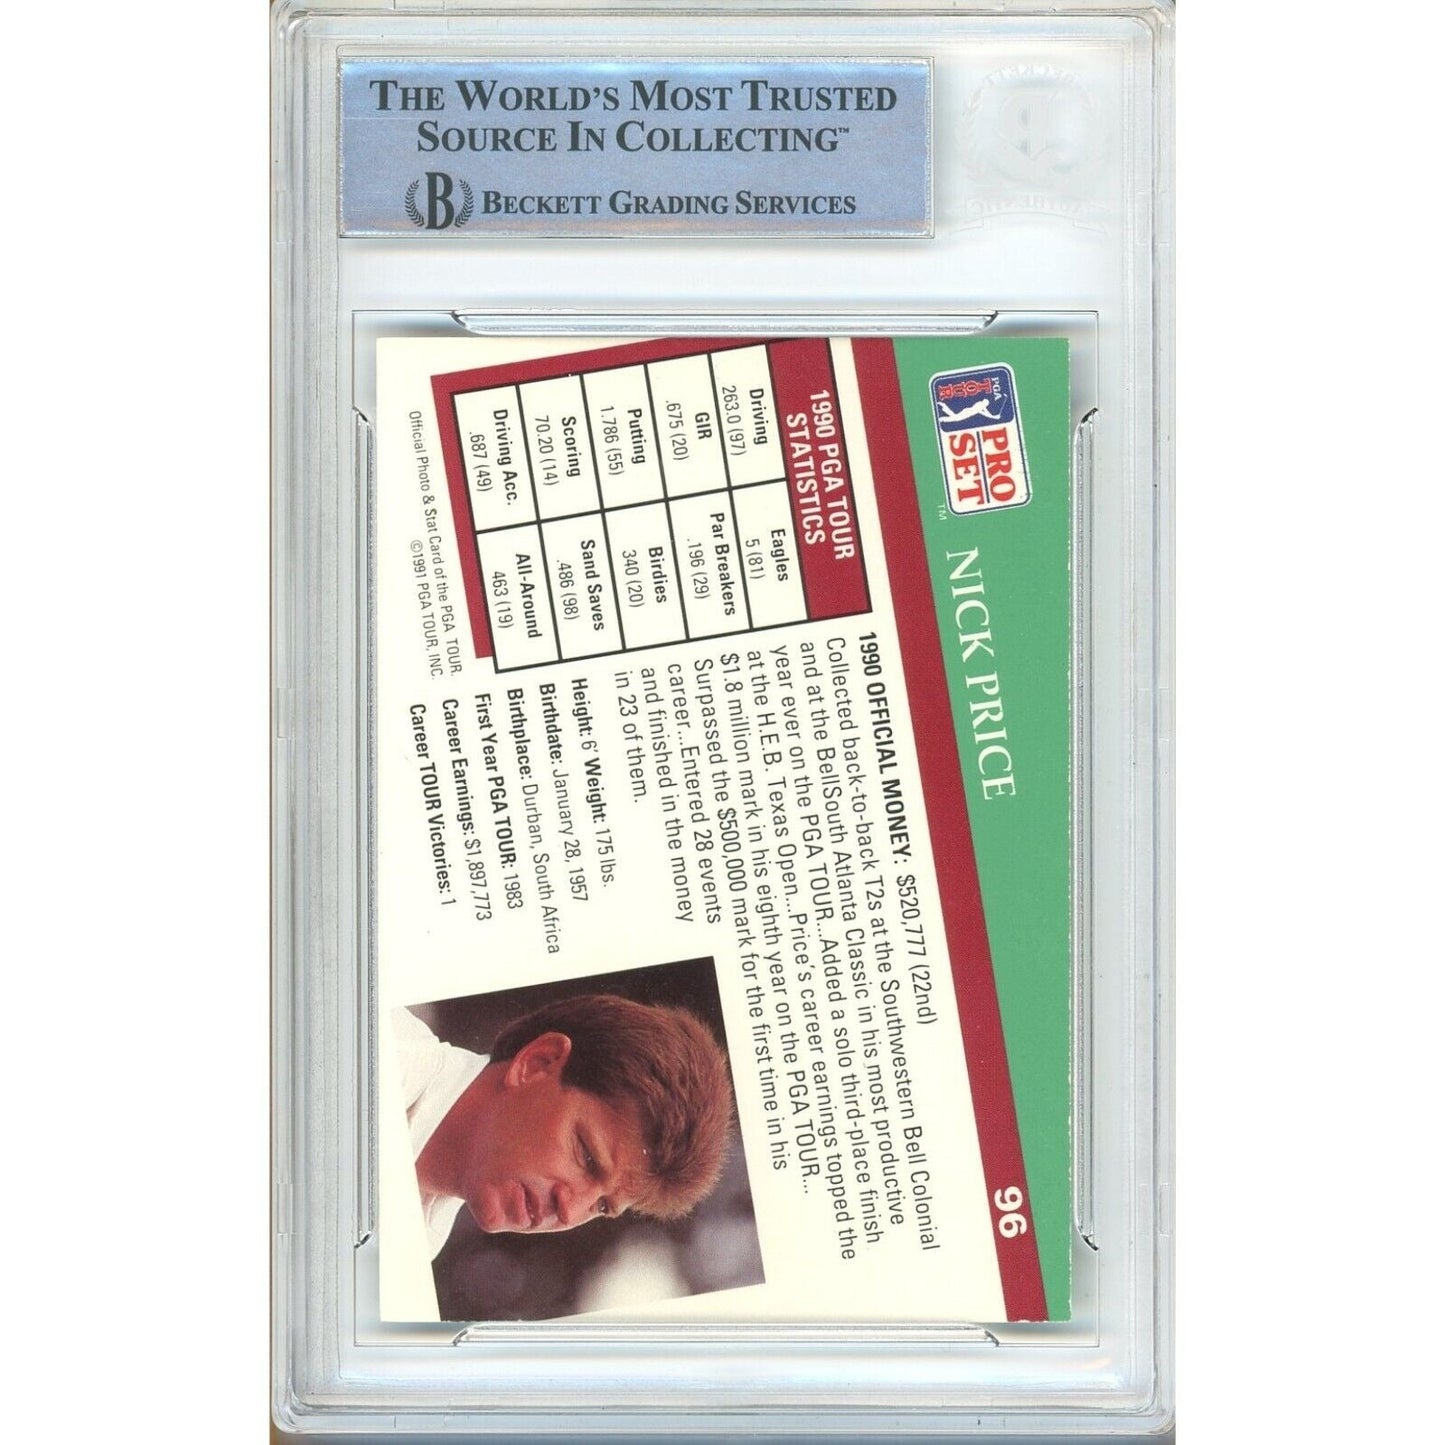 THE WORLD'S MOST TRUSTED
SOURCE IN COLLECTING™
B BECKETT GRADING SERVICES
BECKETT
AUTHENTIC
PGA
TOUR
PRO
SET
TM
NICK PRICE
96
1990 PGA TOUR
STATISTICS
Driving
263.0 (97)
Eagles
5 (81)
GIR
.675 (20)
Par Breakers
.196 (29)
Putting
1.786 (55)
Birdies
340 (20)
Scoring
70.20 (14)
Sand Saves
.486 (98)
Driving Acc.
.687 (49)
All-Around
463 (19)
Official Photo & Stat Card of the PGA TOUR.
©1991 PGA TOUR, INC.
1990 OFFICIAL MONEY: $520,777 (22nd)
Collected back-to-back T2s at the Southwestern Bell Colonial
and at the BellSouth Atlanta Classic in his most productive
year ever on the PGA TOUR...Added a solo third-place finish
at the H.E.B. Texas Open...Price's career earnings topped the
$1.8 million mark in his eighth year on the PGA TOUR...
Surpassed the $500,000 mark for the first time in his
career...Entered 28 events
and finished in the money
in 23 of them.
Height: 6' Weight: 175 lbs.
Birthdate: January 28, 1957
Birthplace: Durban, South Africa
First Year PGA TOUR: 1983
Career Earnings: $1,897,773
Career TOUR Victories: 1